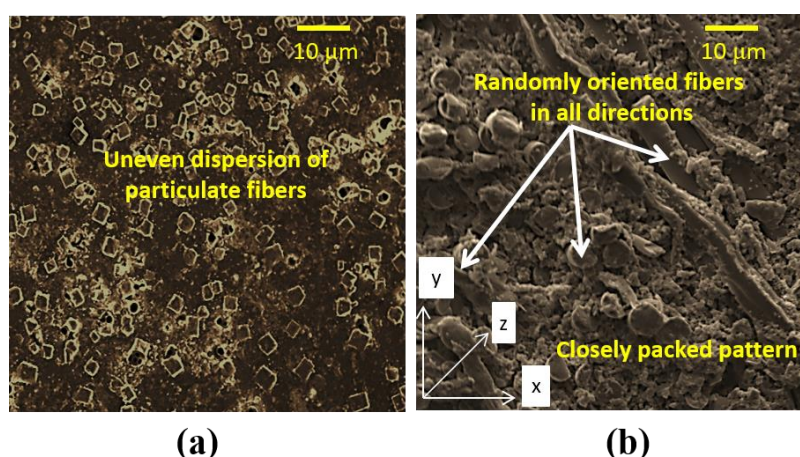 10 µm
Uneven dispersion of
particulate fibers
(a)
10 µm
Randomly oriented fibers
in all directions
y
z
x
Closely packed pattern
(b)